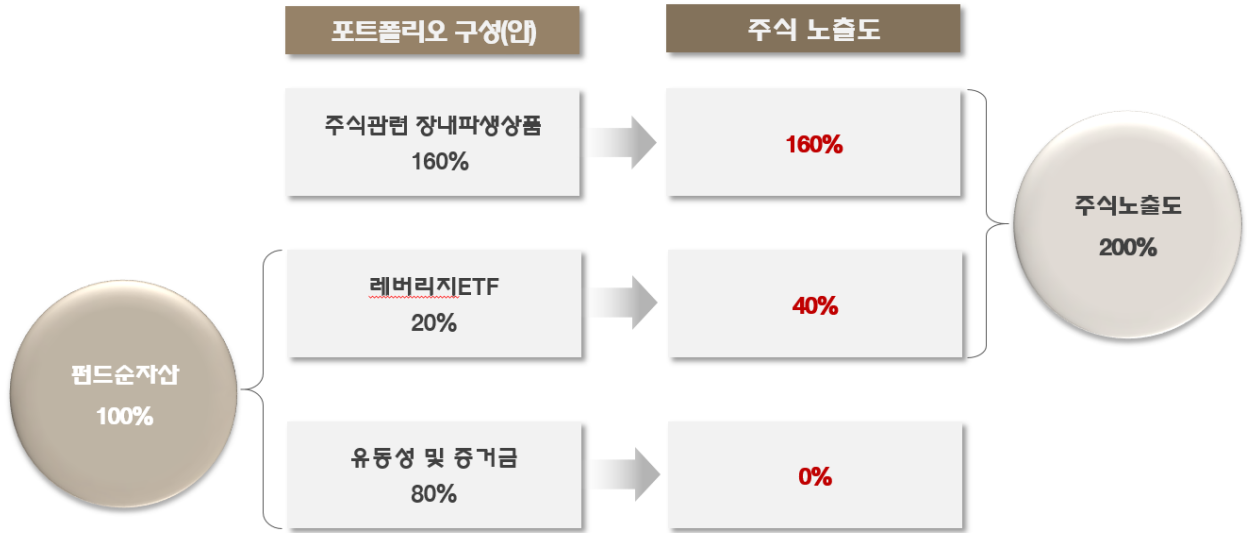 포트폴리오 구성(안)
주식 노출도
주식관련 장내파생상품
160%
160%
레버리지ETF
20%
40%
유동성 및 증거금
80%
0%
펀드순자산
100%
주식노출도
200%